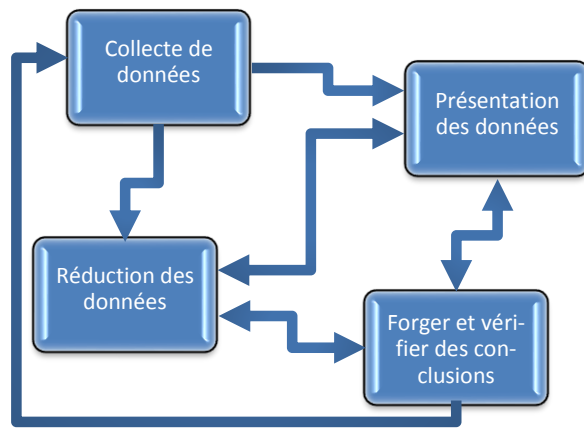 Collecte de
données
Présentation
des données
Réduction des
données
Forger et véri-
fier des con-
clusions